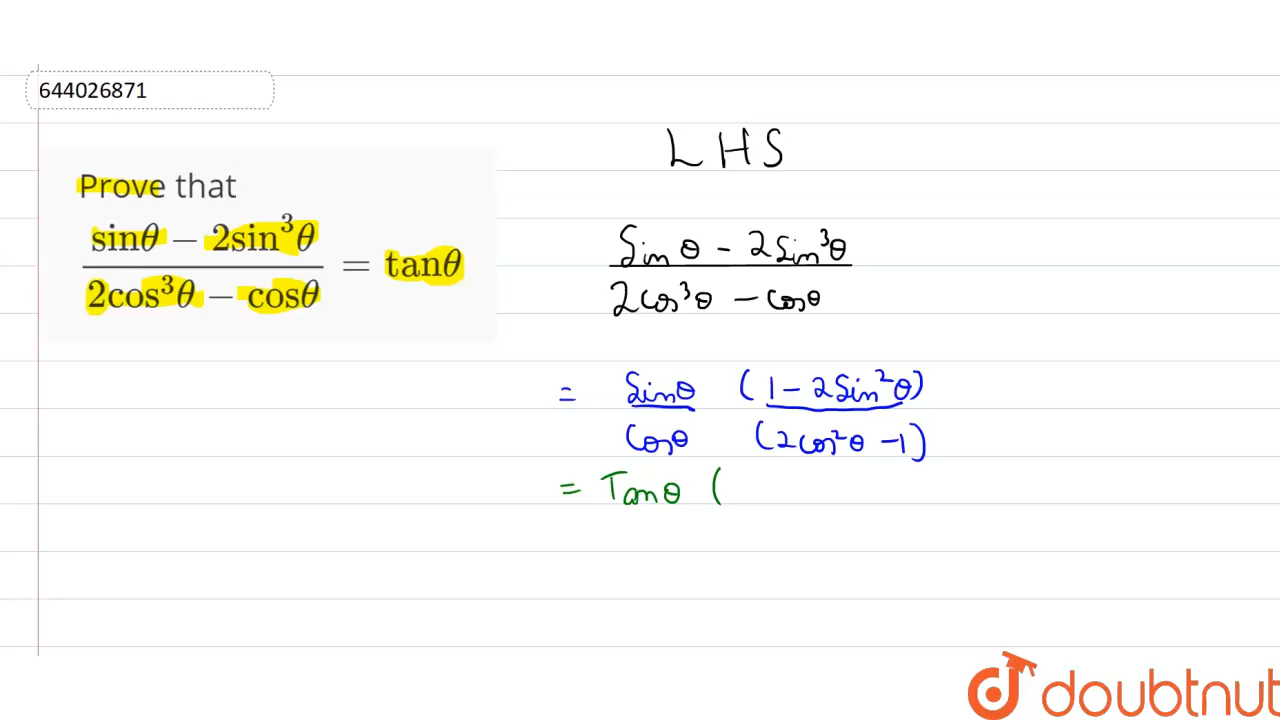 644026871
Prove that
sinθ − 2sin³θ
2cos³θ − cosθ
= tanθ
LHS
Sinθ − 2Sin³θ
2cos³θ − cosθ
= Sinθ (1 − 2Sin²θ)
Cosθ (2cos²θ −1)
= Tanθ (
doubtnut